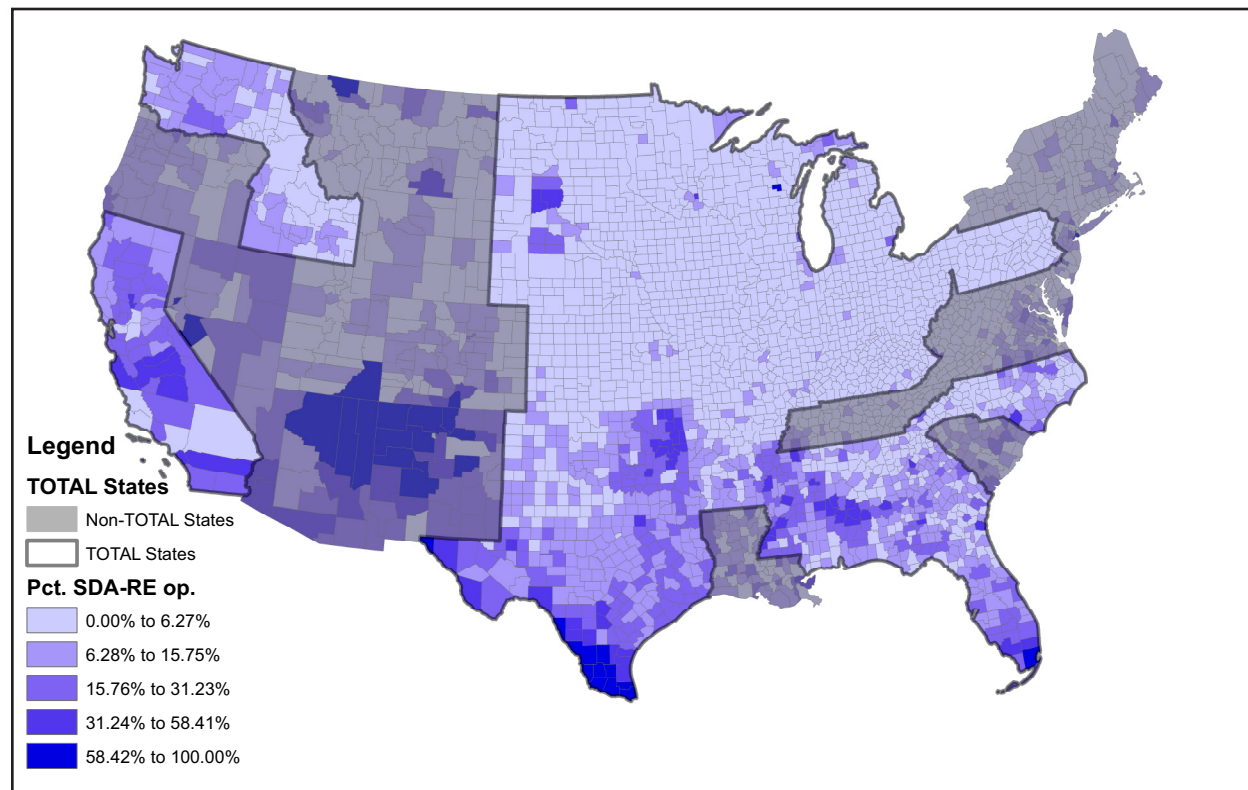 Legend
TOTAL States
Non-TOTAL States
TOTAL States
Pct. SDA-RE op.
0.00% to 6.27%
6.28% to 15.75%
15.76% to 31.23%
31.24% to 58.41%
58.42% to 100.00%